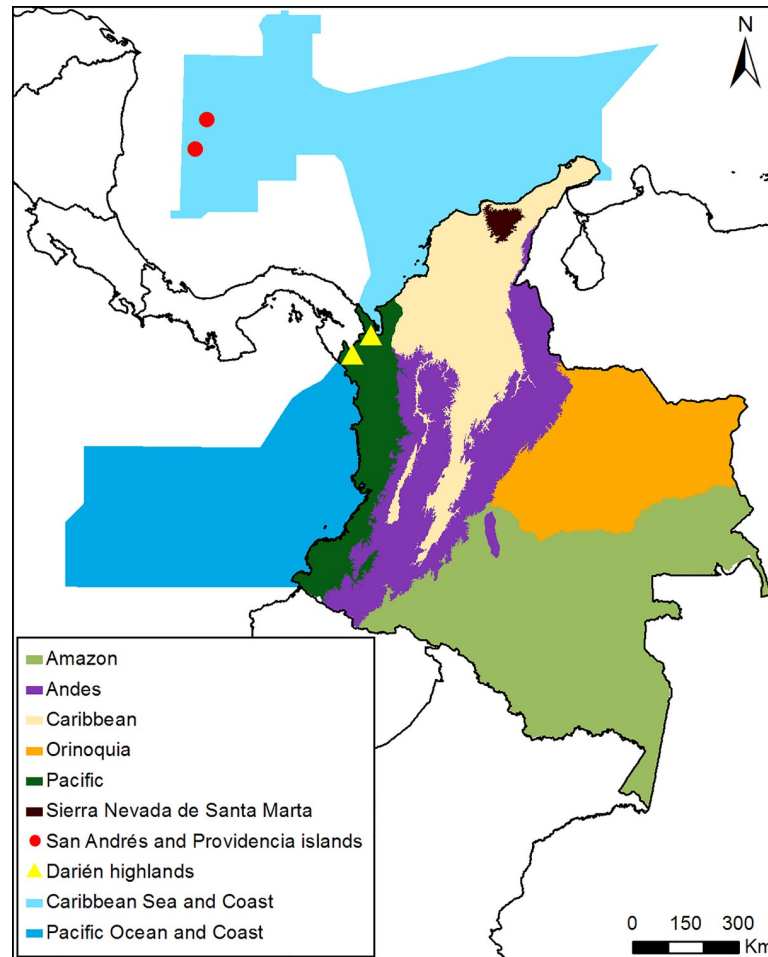 N
Amazon
Andes
Caribbean
Orinoquia
Pacific
Sierra Nevada de Santa Marta
San Andrés and Providencia islands
Darién highlands
Caribbean Sea and Coast
Pacific Ocean and Coast
0 150 300
Km